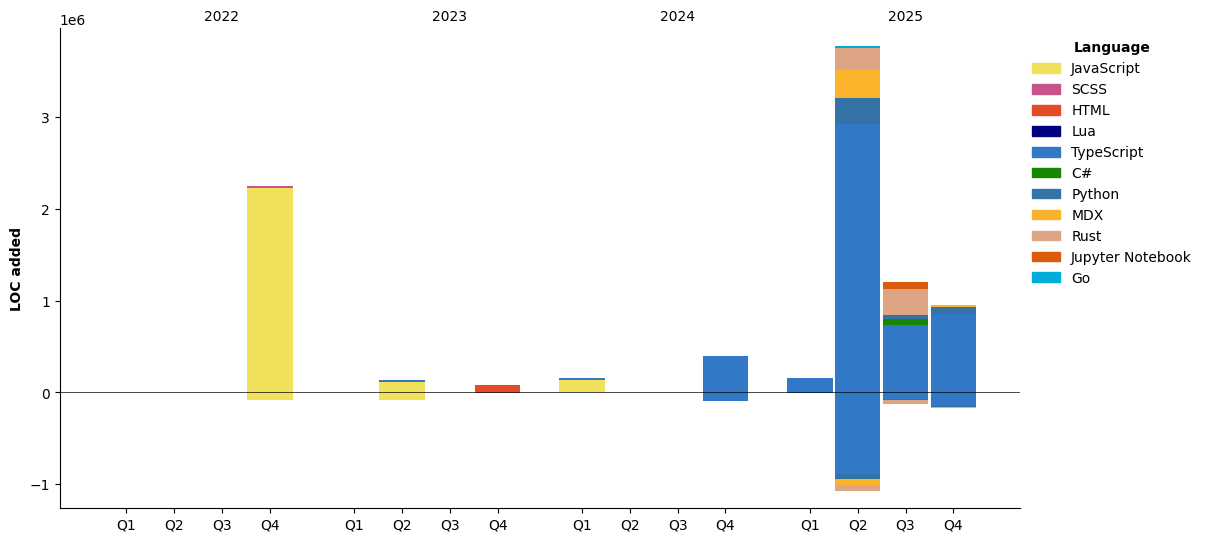 1e6
2022 2023 2024 2025
LOC added
3
2
1
0
−1
Q1 Q2 Q3 Q4 Q1 Q2 Q3 Q4 Q1 Q2 Q3 Q4 Q1 Q2 Q3 Q4
Language
JavaScript
SCSS
HTML
Lua
TypeScript
C#
Python
MDX
Rust
Jupyter Notebook
Go